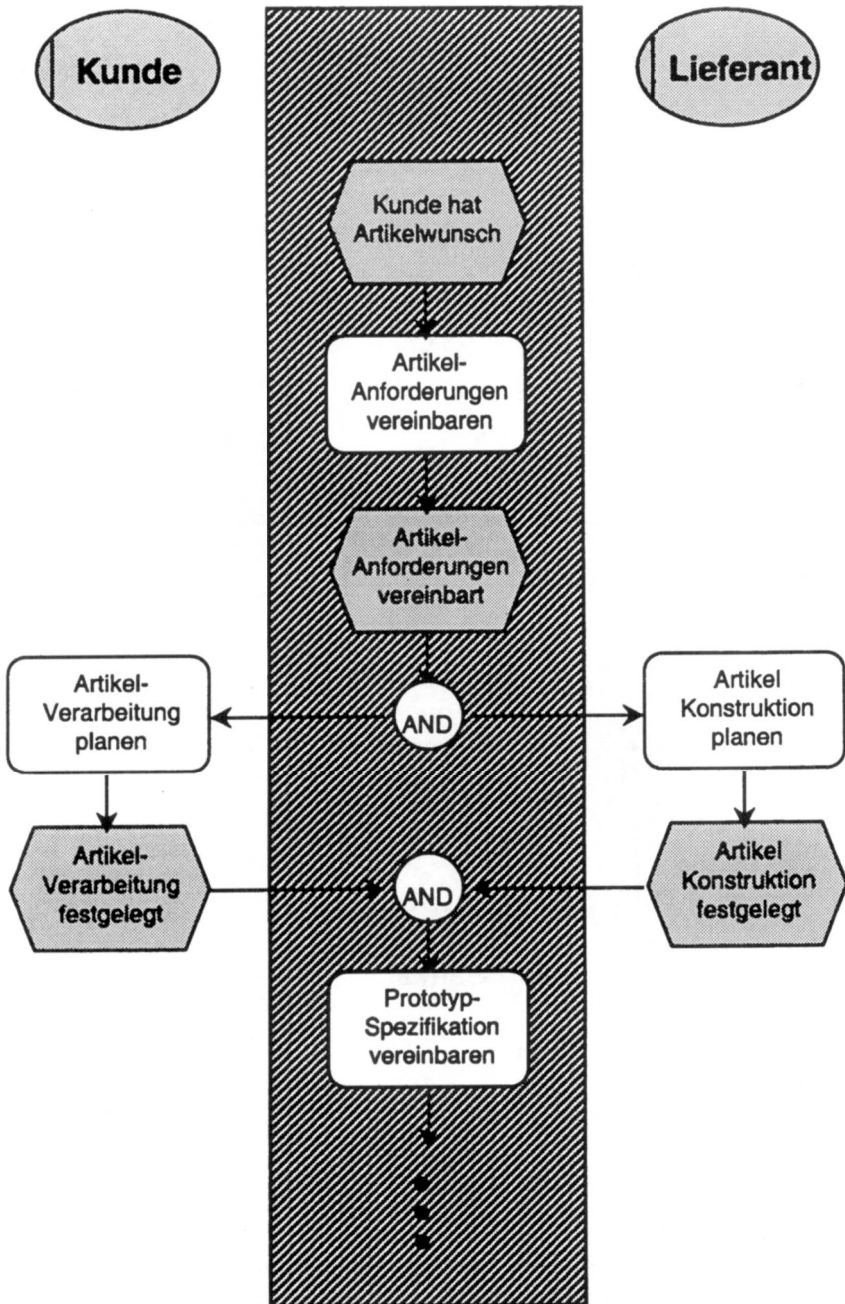 Kunde
Lieferant
Kunde hat
Artikelwunsch
Artikel-
Anforderungen
vereinbaren
Artikel-
Anforderungen
vereinbart
Artikel-
Verarbeitung
planen
AND
Artikel
Konstruktion
planen
Artikel-
Verarbeitung
festgelegt
AND
Artikel
Konstruktion
festgelegt
Prototyp-
Spezifikation
vereinbaren